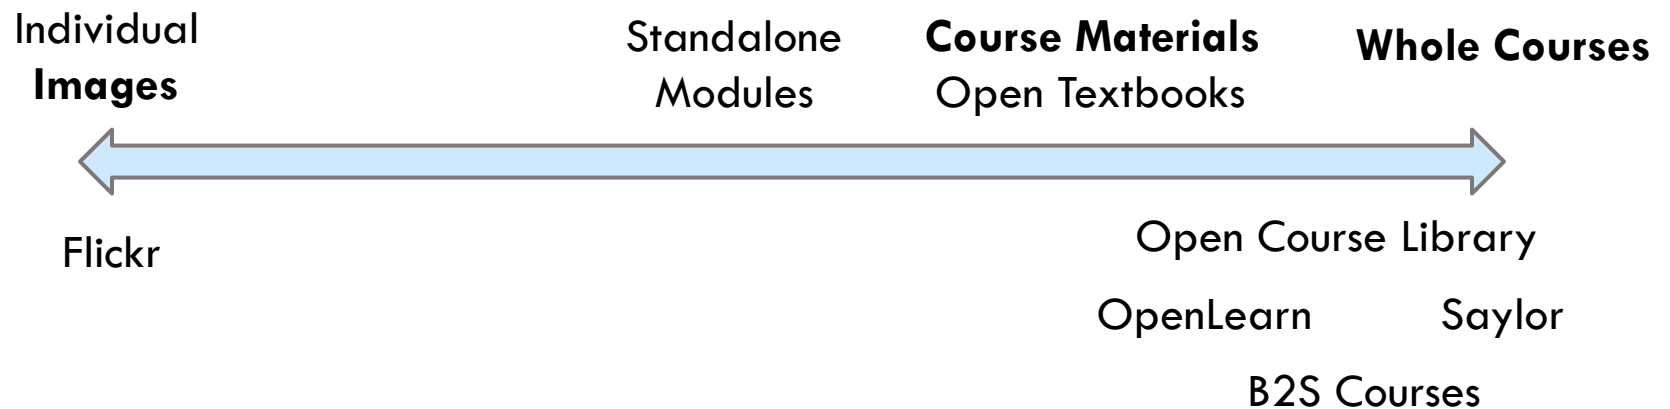 Individual
Images
Standalone
Modules
Course Materials
Open Textbooks
Whole Courses
Flickr
Open Course Library
OpenLearn
Saylor
B2S Courses